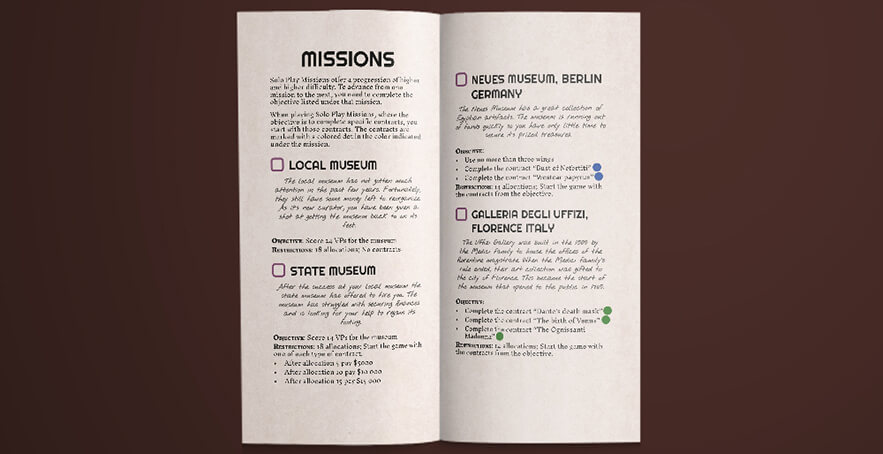 MISSIONS
Solo Play Missions offer a progression of higher
and higher difficulty. To advance from one
mission to the next, you need to complete the
objective listed under that mission.
When playing Solo Play Missions, where the
objective is to complete specific contracts, you
start with those contracts. The contracts are
marked with a colored dot in the color indicated
under the mission.
LOCAL MUSEUM
The local museum has not gotten much
attention in the past few years. Fortunately,
they still have some money left to reorganize.
As its new curator, you have been given a
shot at getting the museum back to on its
feet.
OBJECTIVE: Score 24 VPs for the museum
RESTRICTIONS: 18 allocations; No contracts
STATE MUSEUM
After the success at your local museum the
state museum has offered to hire you. The
museum has struggled with securing finances
and is looking for your help to regain its
footing.
OBJECTIVE: Score 14 VPs for the museum
RESTRICTIONS: 18 allocations; Start the game with
one of each type of contract.
• After allocation 5 pay $5000
• After allocation 10 pay $10 000
• After allocation 15 pay $15 000
NEUES MUSEUM, BERLIN
GERMANY
The Neues Museum has a great collection of
Egyptian artifacts. The museum is running out
of funds quickly so you have only little time to
secure its prized treasures.
OBJECTIVE:
• Use no more than three wings
• Complete the contract "Bust of Nefertiti"
• Complete the contract papyrus"
RESTRICTIONS: 15 allocations; Start the game with
the contracts from the objective.
GALLERIA DEGLI UFFIZI,
FLORENCE ITALY
The Uffizi Gallery was built in the by
the Medici family to house the offices of the
florentine magistrate. When the Medici family's
rule ended, their art collection was gifted to
the city of Florence. This became the start of
the museum that opened to the public in
OBJECTIVE:
• Complete the contract "Dante's death mask"
• Complete the contract "The birth of Venus"
• Complete the contract "The Ognissanti
Madonna"
RESTRICTIONS: allocations; Start the game with
the contracts from the objective.